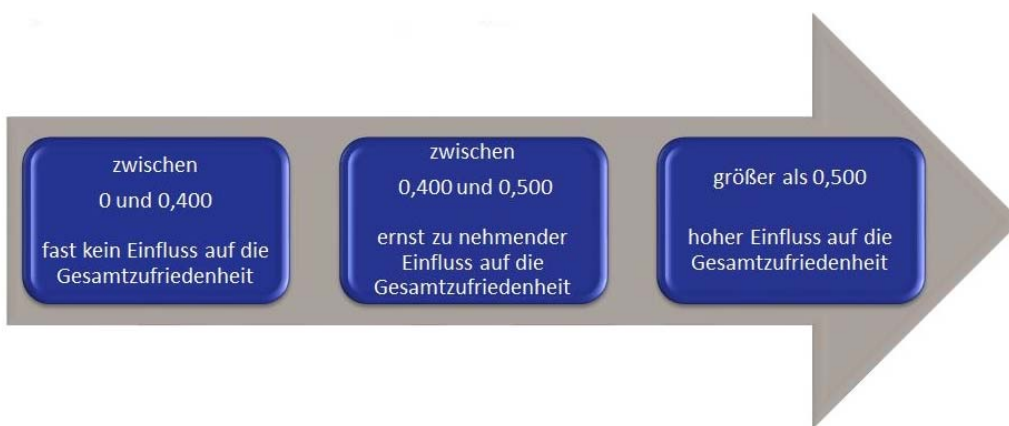 zwischen
0 und 0,400
fast kein Einfluss auf die
Gesamtzufriedenheit
zwischen
0,400 und 0,500
ernst zu nehmender
Einfluss auf die
Gesamtzufriedenheit
größer als 0,500
hoher Einfluss auf die
Gesamtzufriedenheit